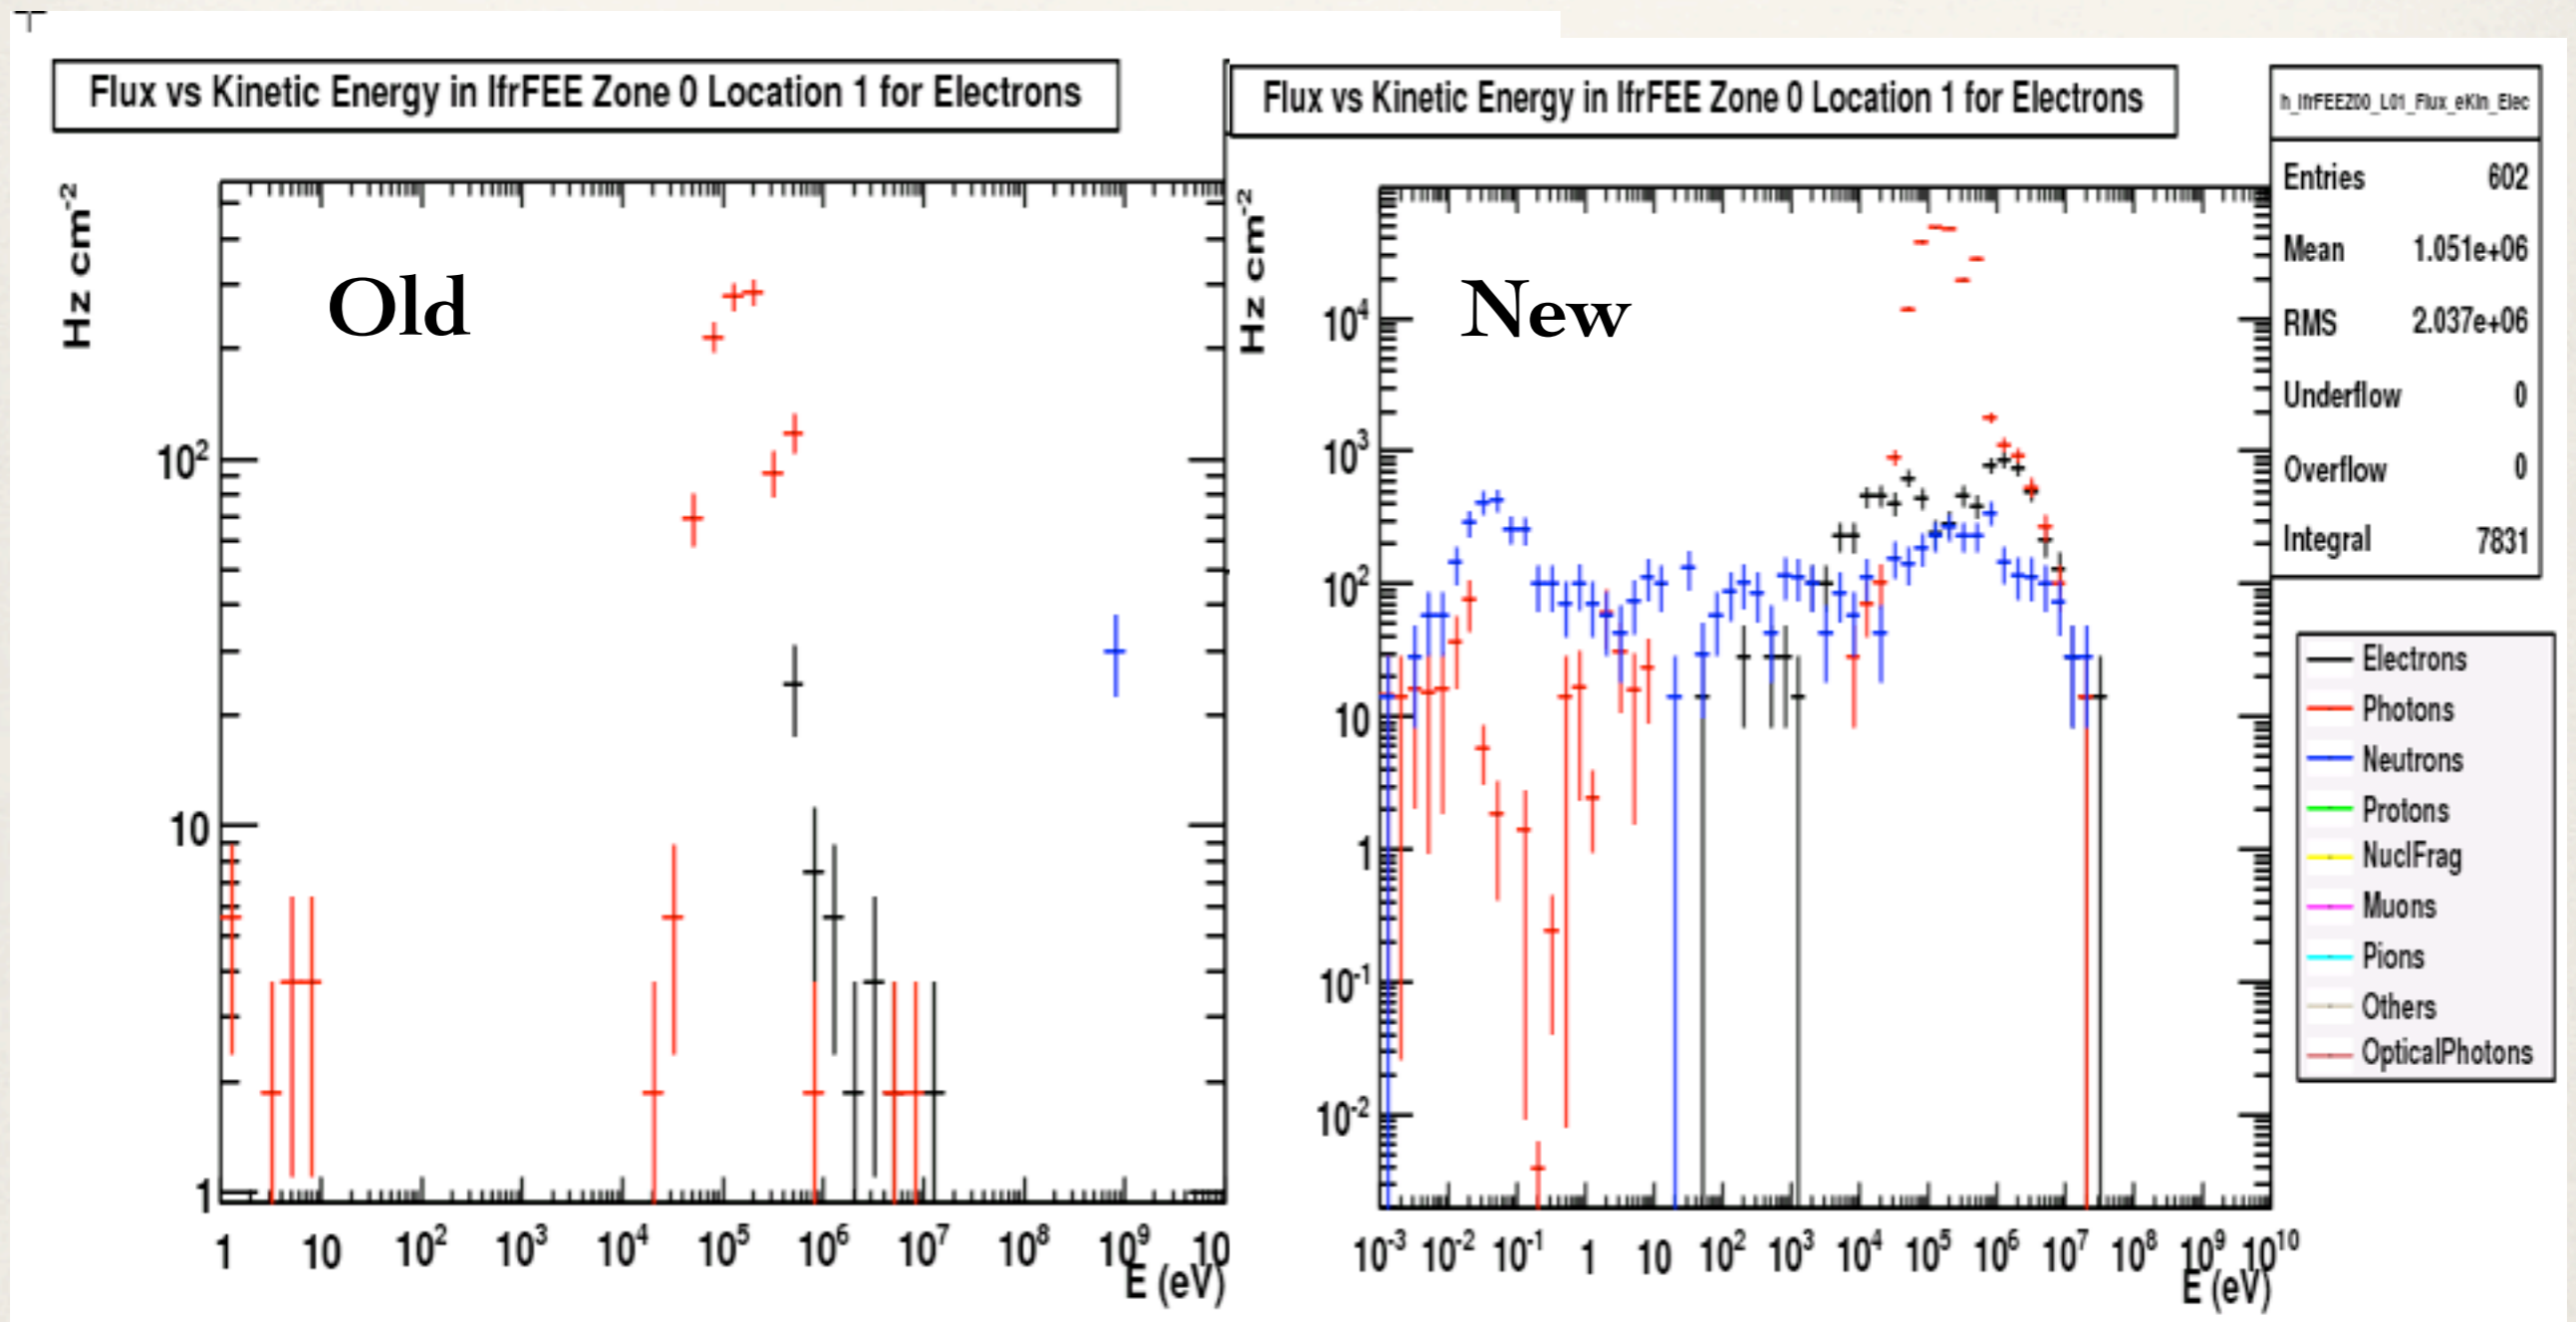 Flux vs Kinetic Energy in IfrFEE Zone 0 Location 1 for Electrons
Hz cm-2
Old
10²
10
1
1 10 10² 10³ 10⁴ 10⁵ 10⁶ 10⁷ 10⁸ 10⁹ 10
E (eV)
Flux vs Kinetic Energy in IfrFEE Zone 0 Location 1 for Electrons
Hz cm-2
New
10⁴
10³
10²
10
1
10-1
10-2
10-3 10-2 10-1 1 10 10² 10³ 10⁴ 10⁵ 10⁶ 10⁷ 10⁸ 10⁹ 10¹⁰
E (eV)
h_IfrFEEZ00_L01_Flux_eKin_Elec
Entries 602
Mean 1.051e+06
RMS 2.037e+06
Underflow 0
Overflow 0
Integral 7831
Electrons
Photons
Neutrons
Protons
NuclFrag
Muons
Pions
Others
OpticalPhotons